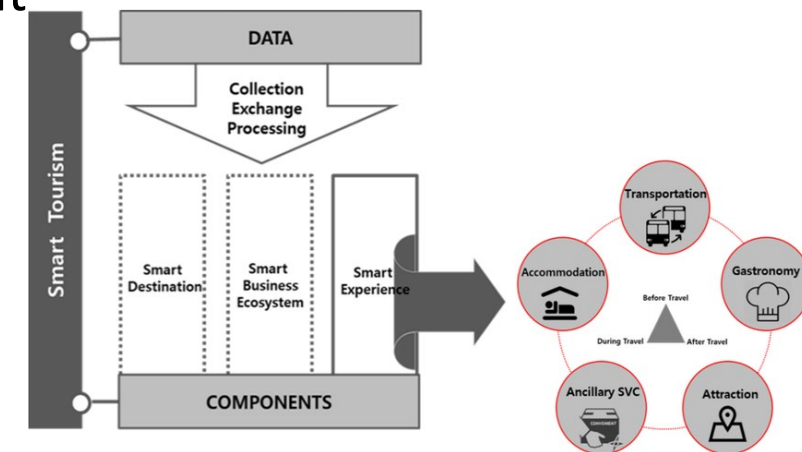 DATA
Collection
Exchange
Processing
Smart Tourism
Smart
Destination
Smart
Business
Ecosystem
Smart
Experience
COMPONENTS
Transportation
Accommodation
Gastronomy
Before Travel
During Travel
After Travel
Ancillary SVC
Attraction
CONVENIENT